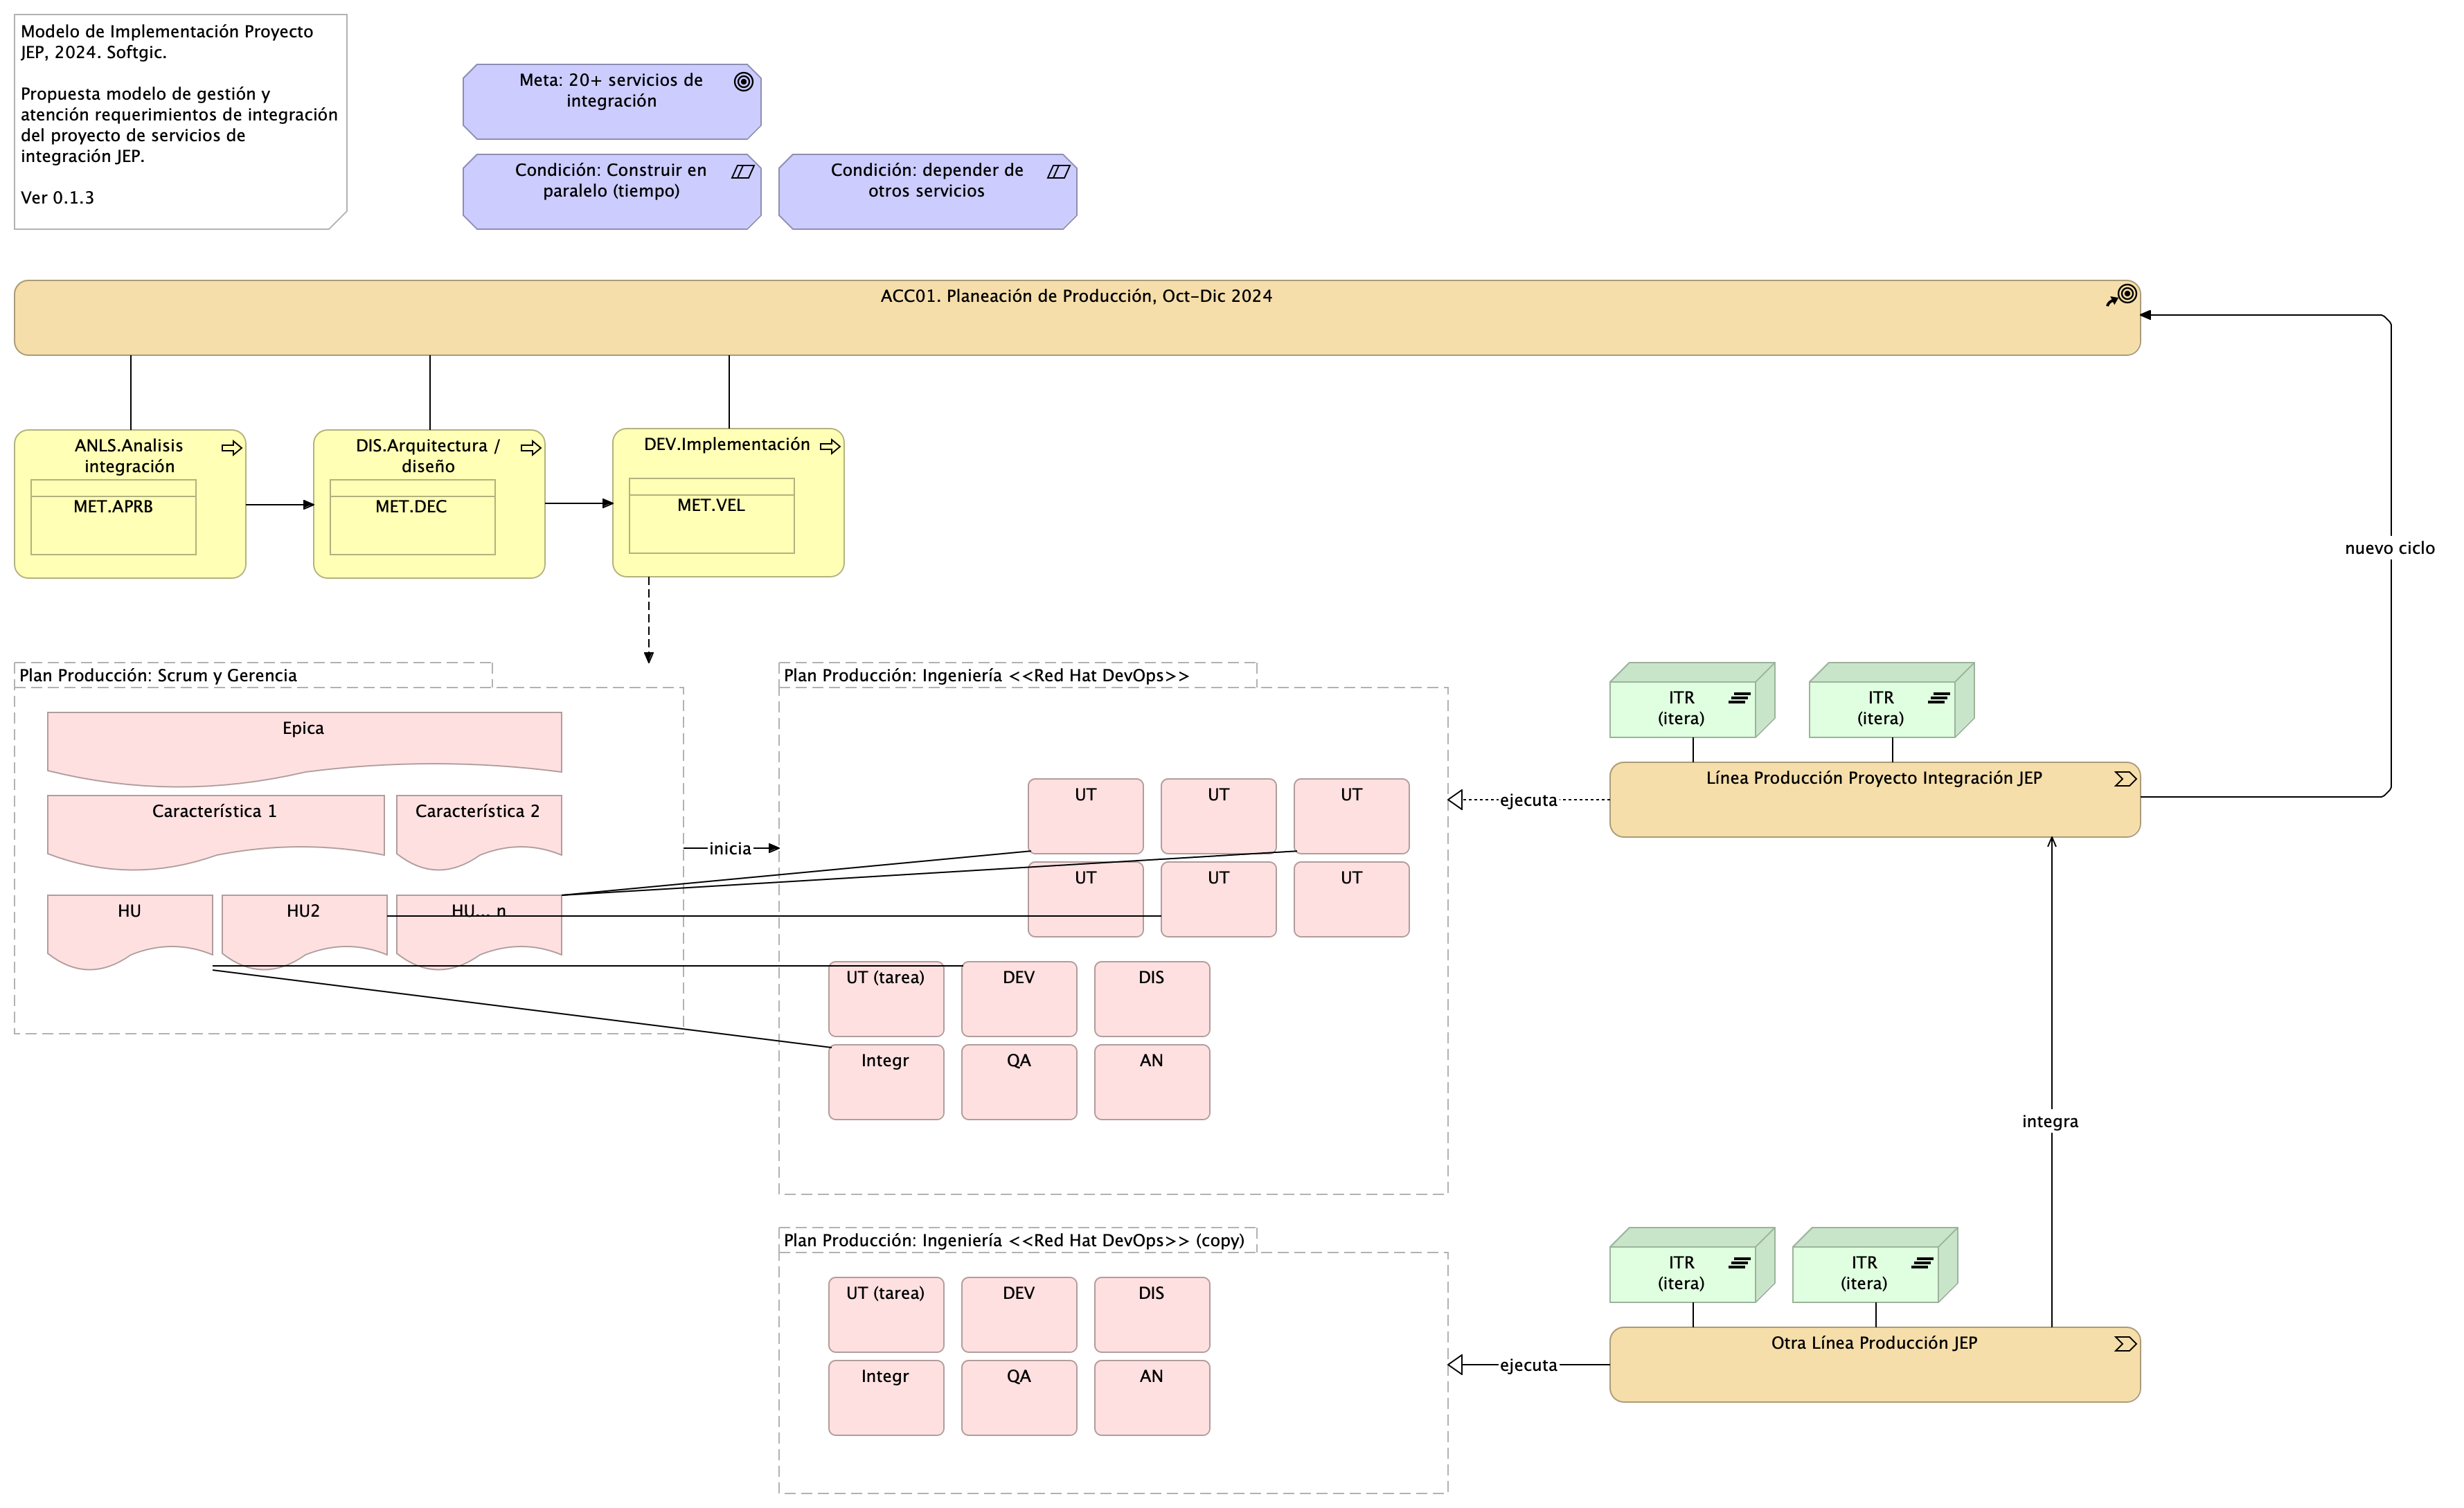 Modelo de Implementación Proyecto
JEP, 2024. Softgic.
Propuesta modelo de gestión y
atención requerimientos de integración
del proyecto de servicios de
integración JEP.
Ver 0.1.3
Meta: 20+ servicios de
integración
Condición: Construir en
paralelo (tiempo)
Condición: depender de
otros servicios
ACC01. Planeación de Producción, Oct-Dic 2024
ANLS.Analisis
integración
MET.APRB
DIS.Arquitectura /
diseño
MET.DEC
DEV.Implementación
MET.VEL
nuevo ciclo
Plan Producción: Scrum y Gerencia
Epica
Característica 1
Característica 2
HU
HU2
HU... n
inicia
Plan Producción: Ingeniería <<Red Hat DevOps>>
UT
UT
UT
UT
UT
UT
UT (tarea)
DEV
DIS
Integr
QA
AN
ejecuta
ITR
(itera)
ITR
(itera)
Línea Producción Proyecto Integración JEP
integra
Plan Producción: Ingeniería <<Red Hat DevOps>> (copy)
UT (tarea)
DEV
DIS
Integr
QA
AN
ejecuta
ITR
(itera)
ITR
(itera)
Otra Línea Producción JEP